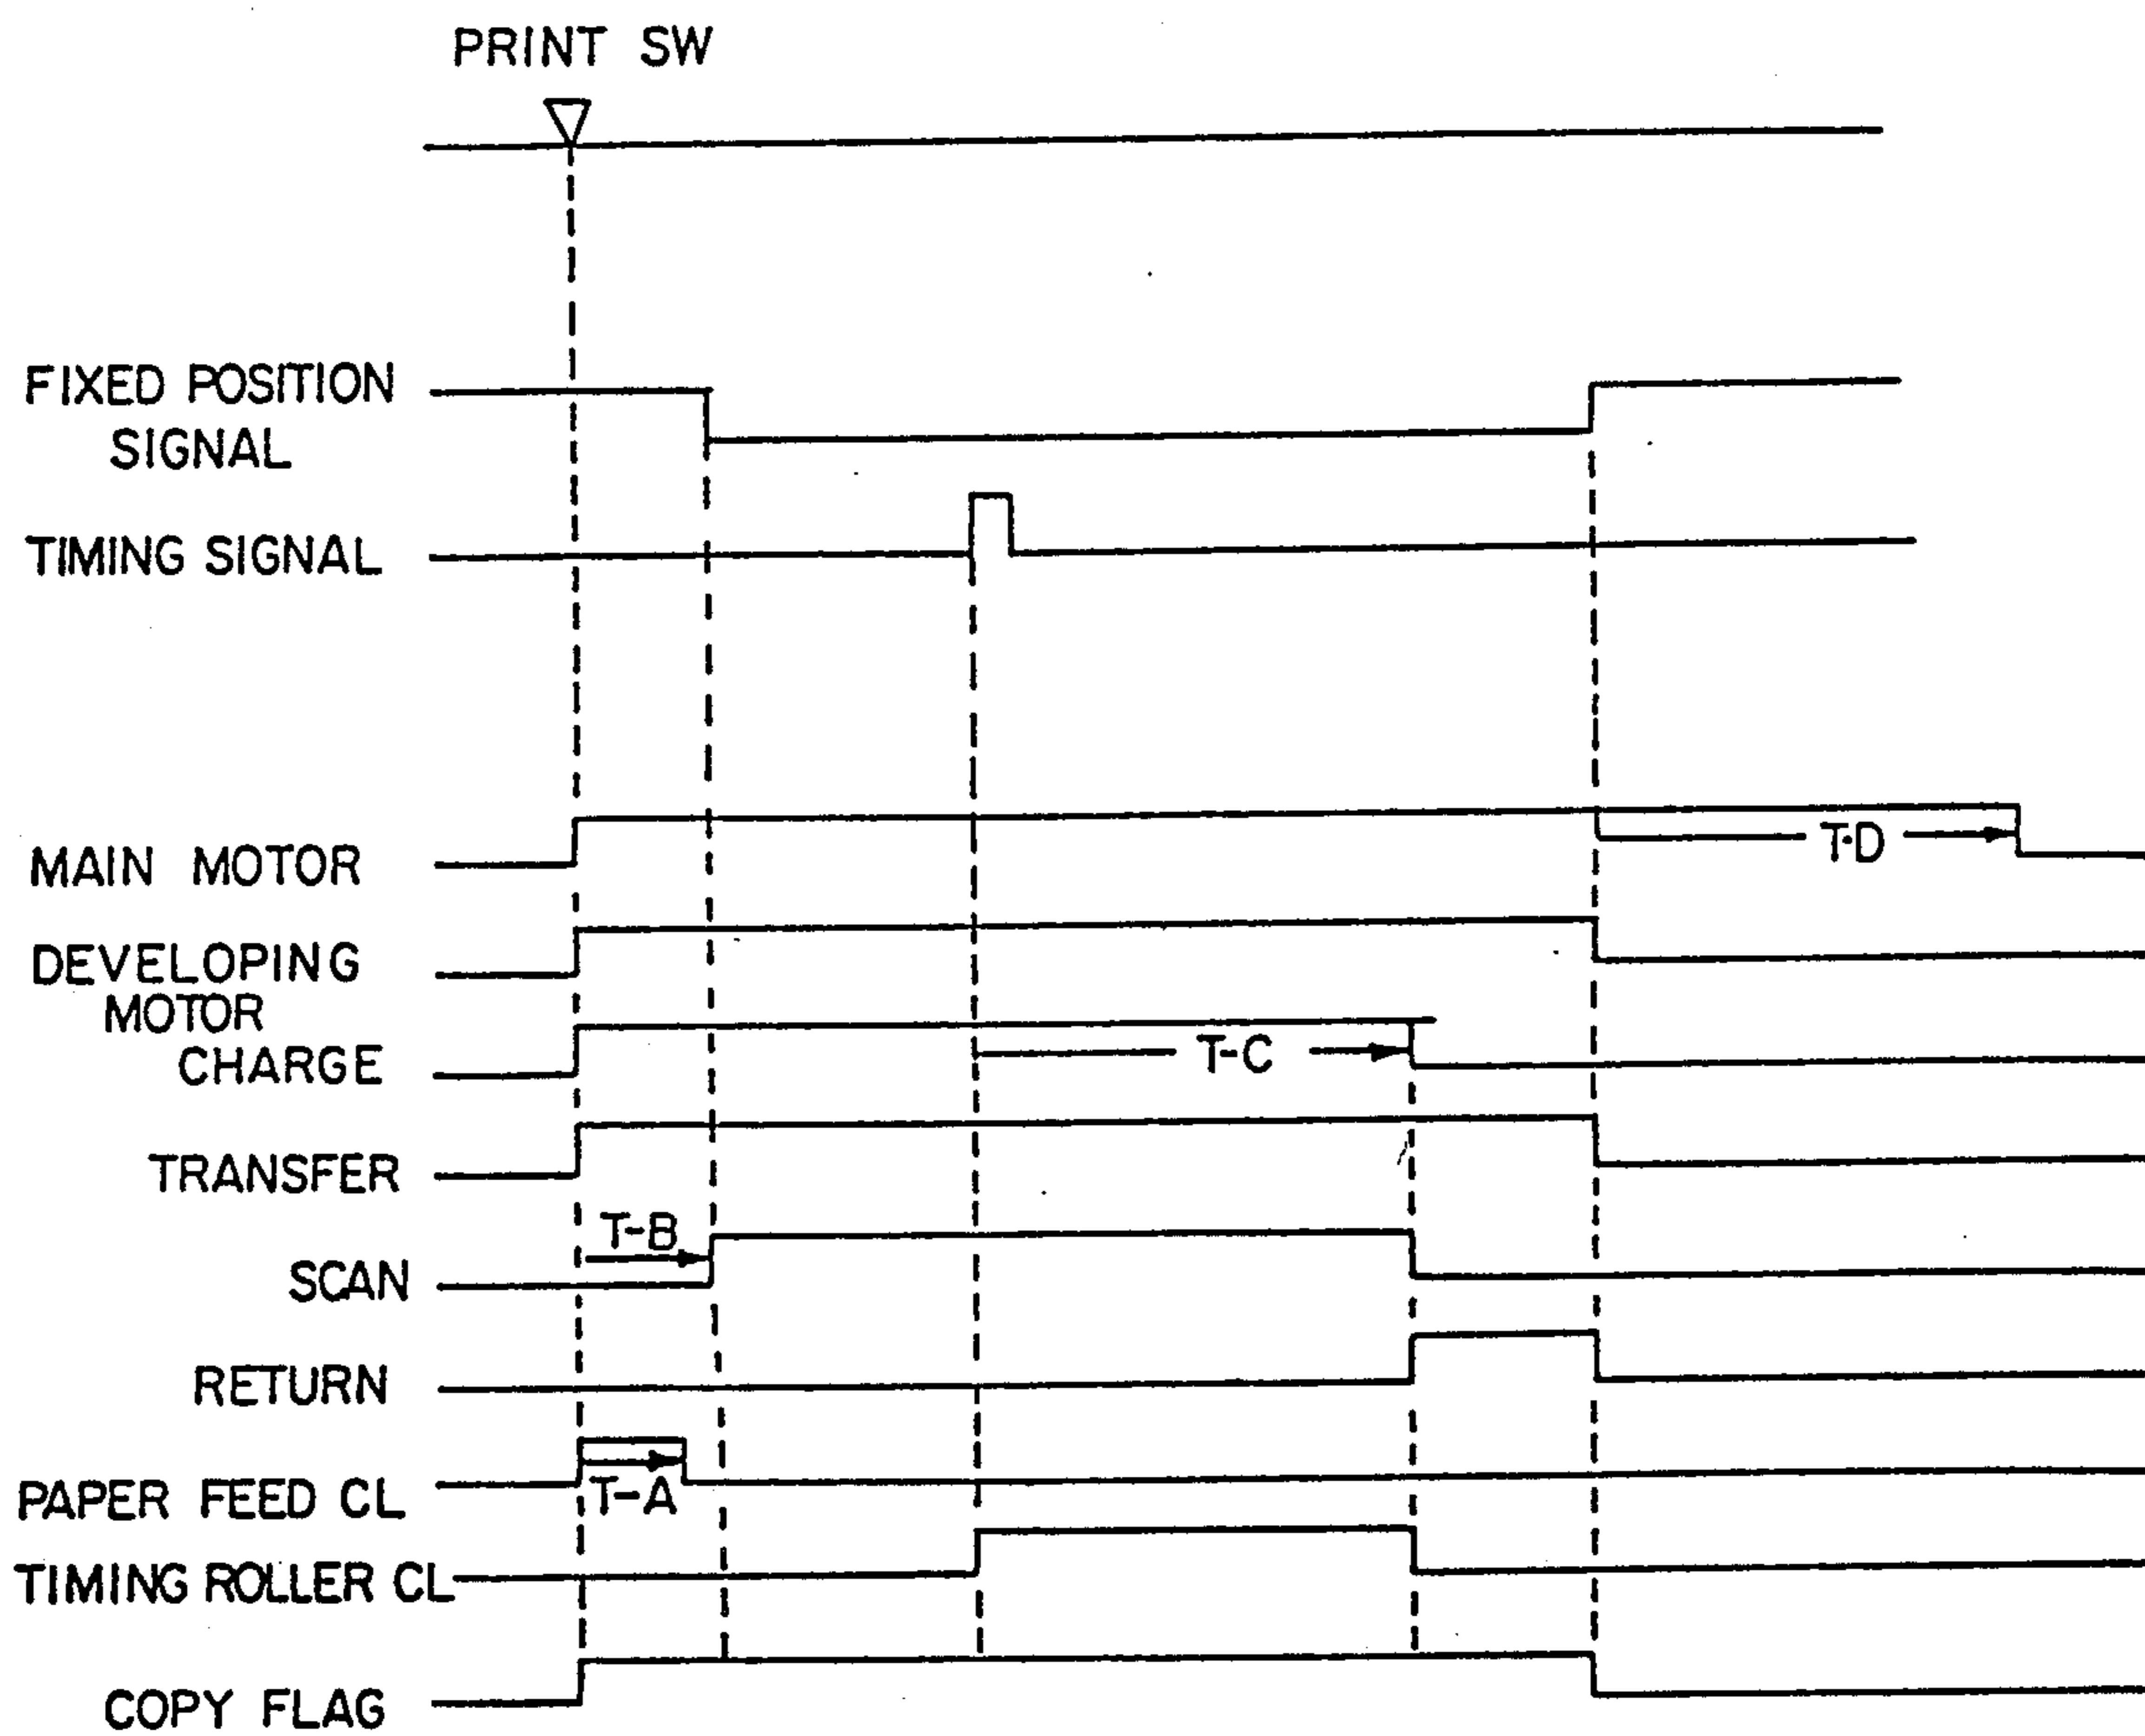 PRINT SW
FIXED POSITION
SIGNAL
TIMING SIGNAL
MAIN MOTOR
T-D
DEVELOPING
MOTOR
CHARGE
T-C
TRANSFER
T-B
SCAN
RETURN
PAPER FEED CL
T-A
TIMING ROLLER CL
COPY FLAG